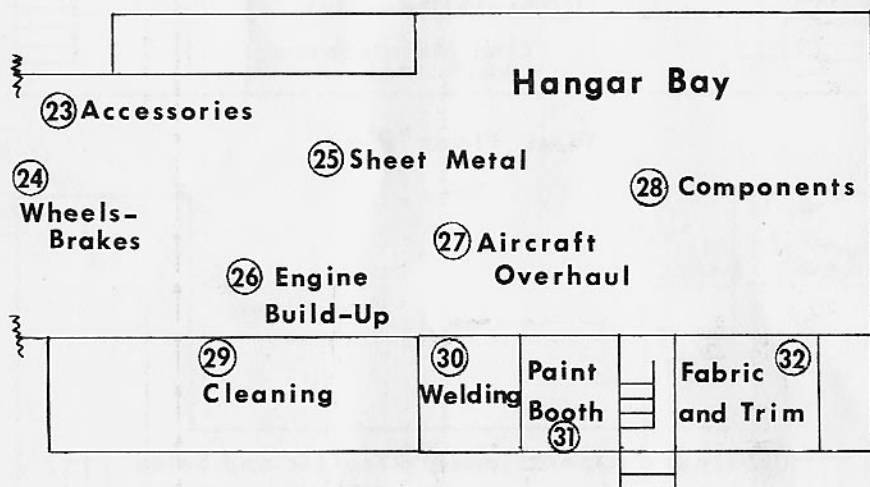 Hangar Bay
23 Accessories
25 Sheet Metal
24
Wheels-
Brakes
28 Components
27 Aircraft
Overhaul
26 Engine
Build-Up
29
Cleaning
30
Welding
Paint
Booth
31
Fabric 32
and Trim